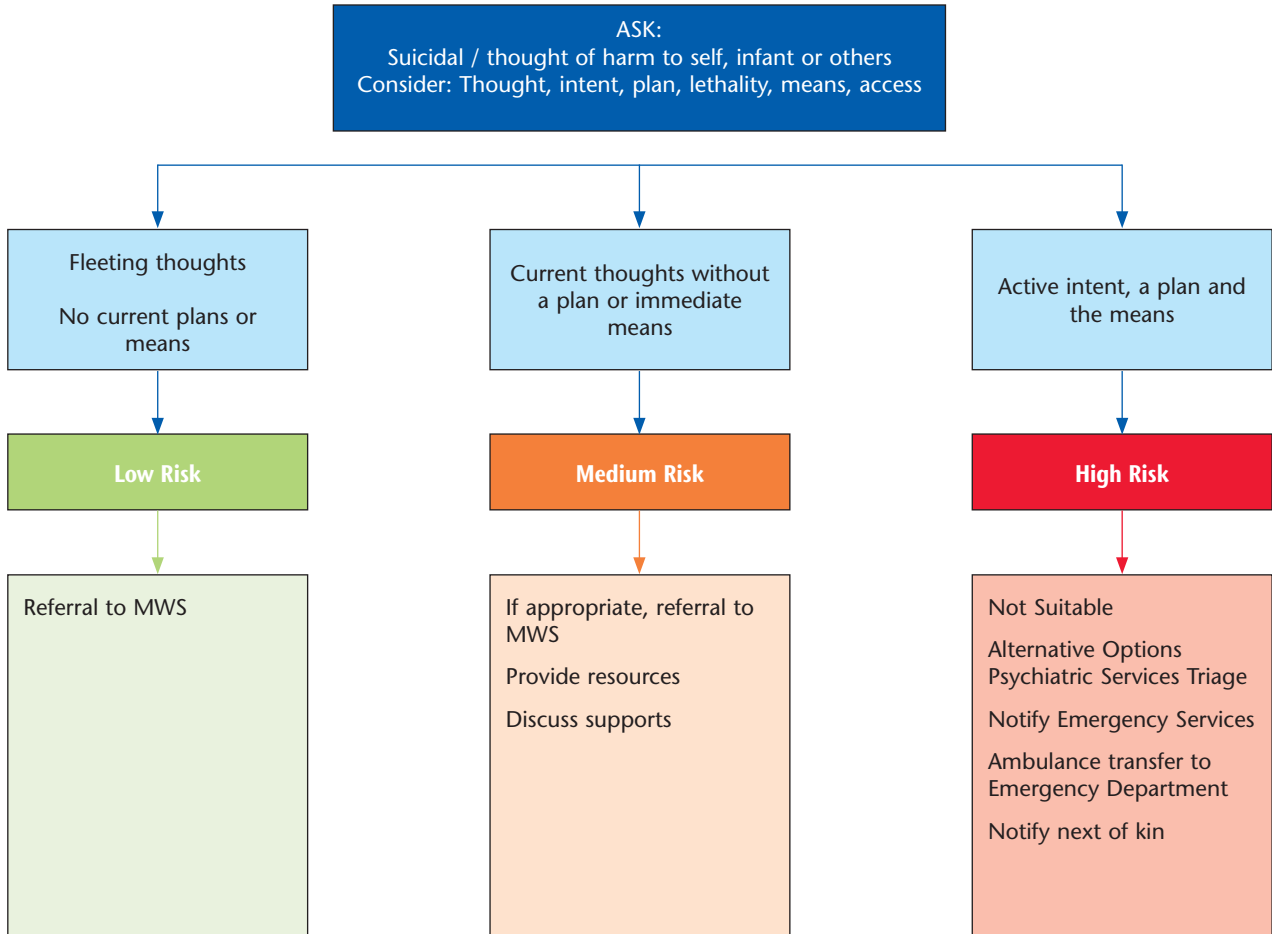 ASK:
Suicidal / thought of harm to self, infant or others
Consider: Thought, intent, plan, lethality, means, access
Fleeting thoughts
No current plans or
means
Current thoughts without
a plan or immediate
means
Active intent, a plan and
the means
Low Risk
Medium Risk
High Risk
Referral to MWS
If appropriate, referral to
MWS
Provide resources
Discuss supports
Not Suitable
Alternative Options
Psychiatric Services Triage
Notify Emergency Services
Ambulance transfer to
Emergency Department
Notify next of kin